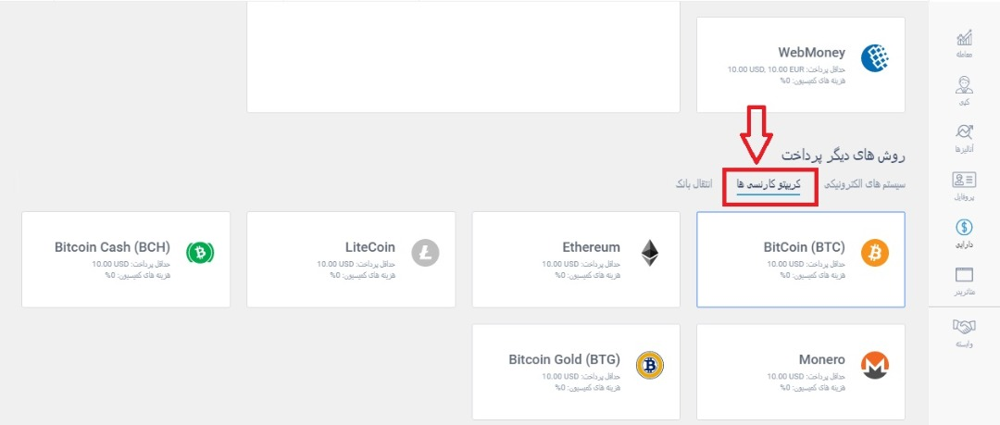 WebMoney
حداقل پرداخت: 10.00 USD, 10.00 EUR
هزینه های کمیسیون: 0%
روش های دیگر پرداخت
سیستم های الکترونیکی
کریپتو کارنسی ها
انتقال بانک
BitCoin (BTC)
حداقل پرداخت: 10.00 USD
هزینه های کمیسیون: 0%
Ethereum
حداقل پرداخت: 10.00 USD
هزینه های کمیسیون: 0%
LiteCoin
حداقل پرداخت: 10.00 USD
هزینه های کمیسیون: 0%
Bitcoin Cash (BCH)
حداقل پرداخت: 10.00 USD
هزینه های کمیسیون: 0%
Monero
حداقل پرداخت: 10.00 USD
هزینه های کمیسیون: 0%
Bitcoin Gold (BTG)
حداقل پرداخت: 10.00 USD
هزینه های کمیسیون: 0%
معامله
کپی
آنالیزها
پروفایل
دارایی
متاتریدر
وابسته